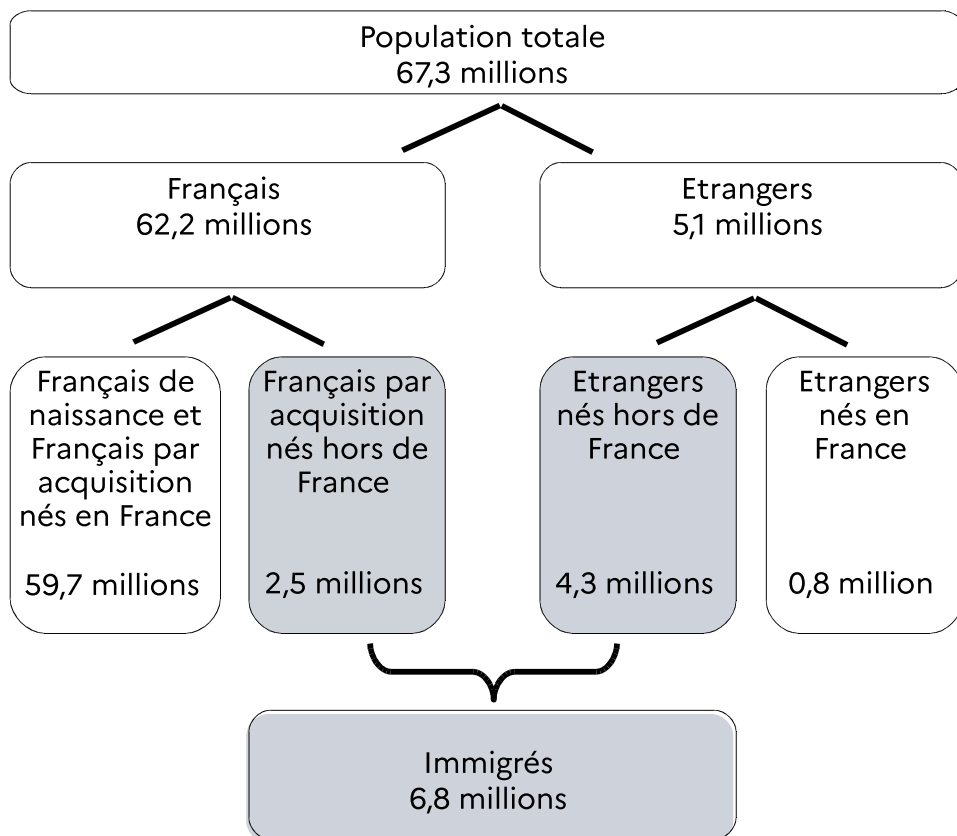 Population totale
67,3 millions
Français
62,2 millions
Etrangers
5,1 millions
Français de
naissance et
Français par
acquisition
nés en France
59,7 millions
Français par
acquisition
nés hors de
France
2,5 millions
Etrangers
nés hors de
France
4,3 millions
Etrangers
nés en
France
0,8 million
Immigrés
6,8 millions